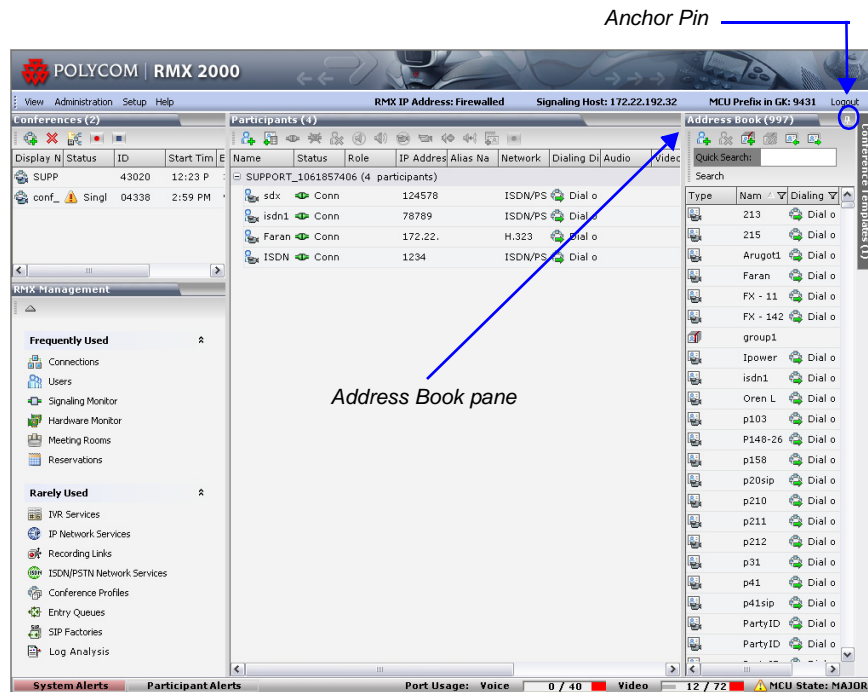 Anchor Pin
POLYCOM | RMX 2000
View Administration Setup Help RMX IP Address: Firewalled Signaling Host: 172.22.192.32 MCU Prefix in GK: 9431 Logout
Conferences (2)
Display N Status ID Start Tim E
SUPP 43020 12:23 P
conf_ Singl 04338 2:59 PM
RMX Management
Frequently Used
Connections
Users
Signaling Monitor
Hardware Monitor
Meeting Rooms
Reservations
Rarely Used
IVR Services
IP Network Services
Recording Links
ISDN/PSTN Network Services
Conference Profiles
Entry Queues
SIP Factories
Log Analysis
Participants (4)
Name Status Role IP Addres Alias Na Network Dialing Di Audio Video
SUPPORT_1061857406 (4 participants)
sdx Conn 124578 ISDN/PS Dial o
isdn1 Conn 78789 ISDN/PS Dial o
Faran Conn 172.22. H.323 Dial o
ISDN Conn 1234 ISDN/PS Dial o
Address Book pane
Address Book (997)
Quick Search:
Search
Type Nam Dialing
213 Dial o
215 Dial o
Arugot1 Dial o
Faran Dial o
FX - 11 Dial o
FX - 142 Dial o
group1
Ipower Dial o
isdn1 Dial o
Oren L Dial o
p103 Dial o
P148-26 Dial o
p158 Dial o
p20sip Dial o
p210 Dial o
p211 Dial o
p212 Dial o
p31 Dial o
p41 Dial o
p41sip Dial o
PartyID Dial o
PartyID Dial o
Conference Templates (1)
System Alerts Participant Alerts Port Usage: Voice 0 / 40 Video 12 / 72 MCU State: MAJOR